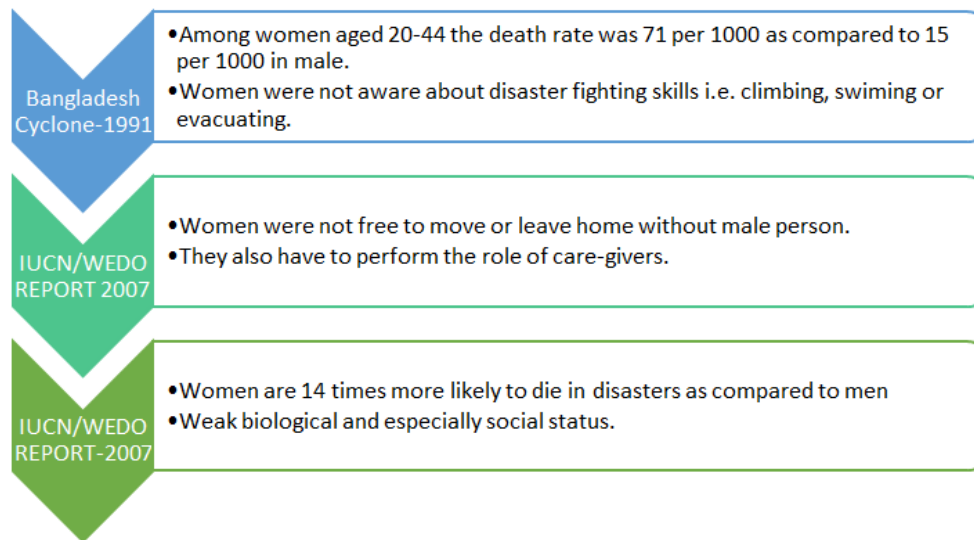 Bangladesh
Cyclone-1991
•Among women aged 20-44 the death rate was 71 per 1000 as compared to 15
per 1000 in male.
•Women were not aware about disaster fighting skills i.e. climbing, swiming or
evacuating.
IUCN/WEDO
REPORT 2007
•Women were not free to move or leave home without male person.
•They also have to perform the role of care-givers.
IUCN/WEDO
REPORT-2007
•Women are 14 times more likely to die in disasters as compared to men
•Weak biological and especially social status.